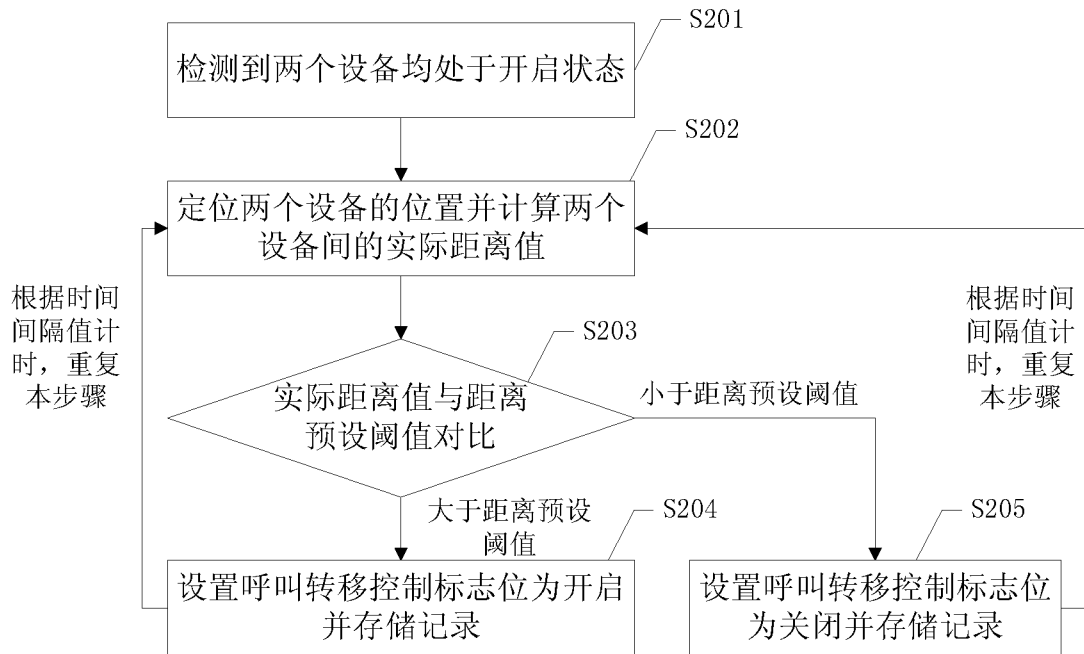 S201
检测到两个设备均处于开启状态
S202
定位两个设备的位置并计算两个
设备间的实际距离值
根据时间
间隔值计
时，重复
本步骤
根据时间
间隔值计
时，重复
本步骤
S203
实际距离值与距离
预设阈值对比
小于距离预设阈值
大于距离预设
阈值
S204
S205
设置呼叫转移控制标志位为开启
并存储记录
设置呼叫转移控制标志位
为关闭并存储记录